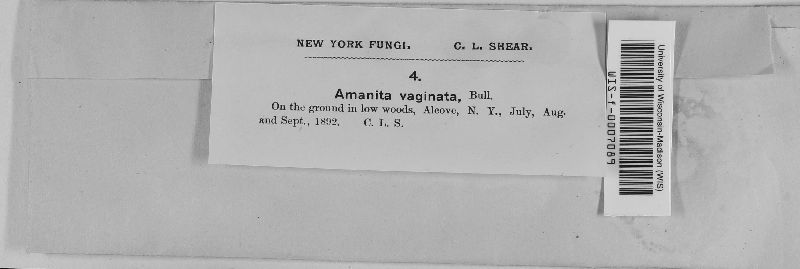 NEW YORK FUNGI. C. L. SHEAR.
4.
Amanita vaginata, Bull.
On the ground in low woods, Alcove, N. Y., July, Aug.
and Sept., 1892. C. L. S.
University of Wisconsin-Madison (WIS)
WIS-f-0007089